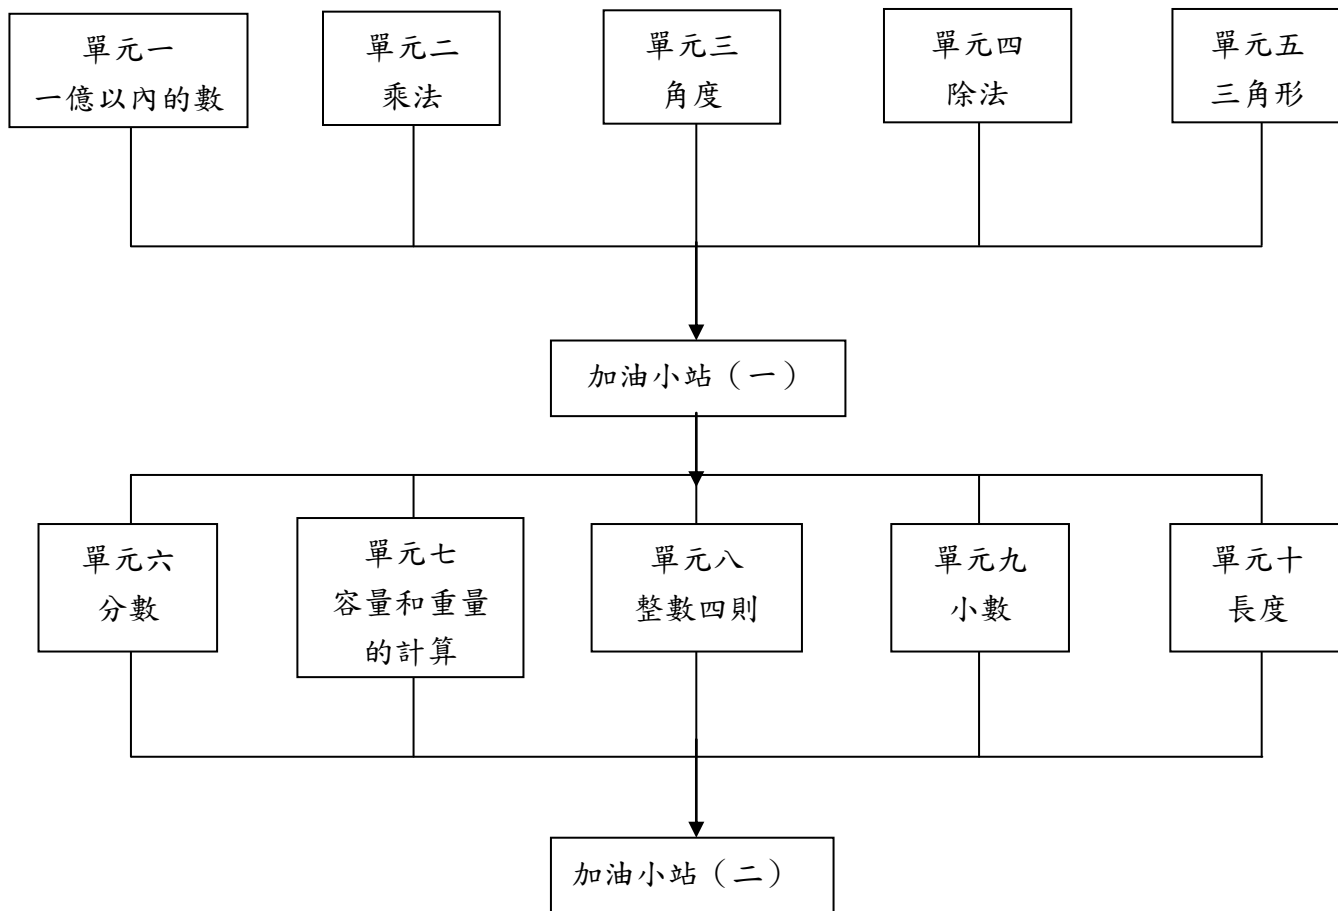 單元一
一億以內的數
單元二
乘法
單元三
角度
單元四
除法
單元五
三角形
加油小站（一）
單元六
分數
單元七
容量和重量
的計算
單元八
整數四則
單元九
小數
單元十
長度
加油小站（二）